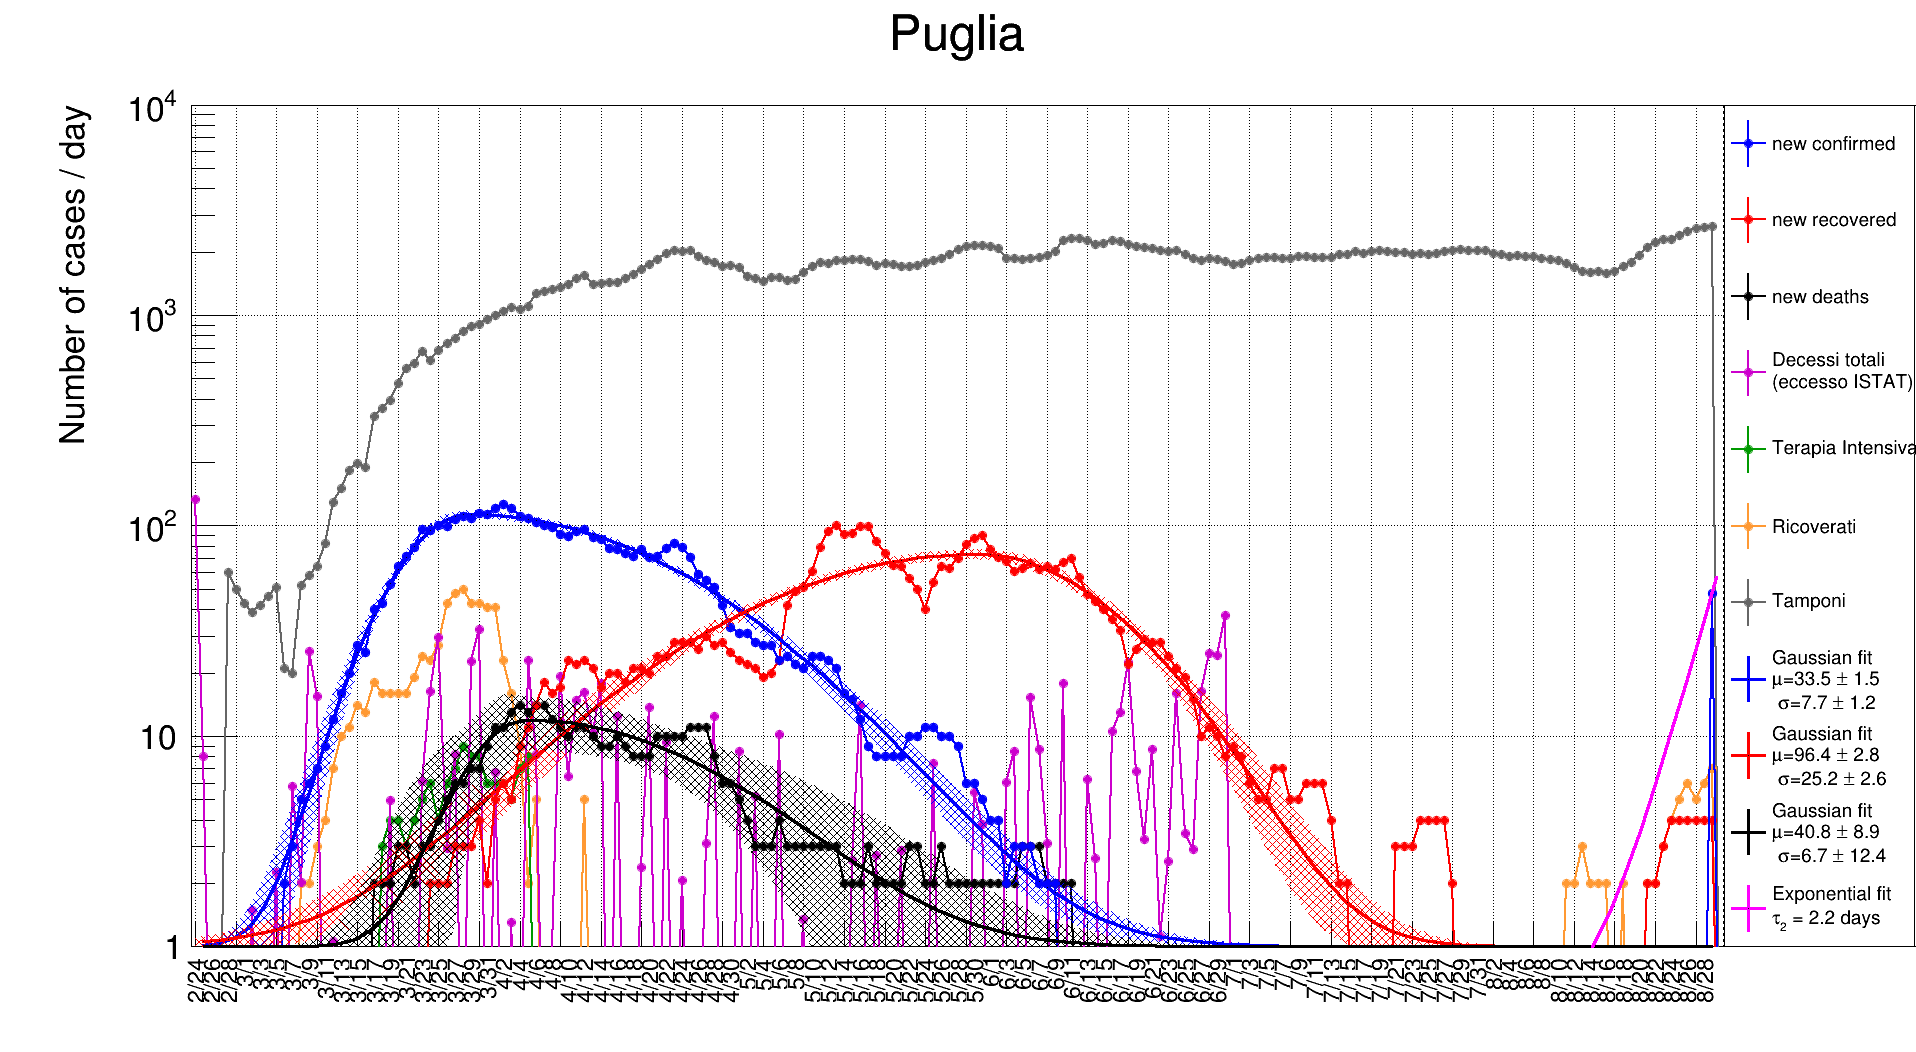 Puglia
Number of cases / day
10⁴
10³
10²
10
1
2/24 2/26 2/28 3/1 3/3 3/5 3/7 3/9 3/11 3/13 3/15 3/17 3/19 3/21 3/23 3/25 3/27 3/29 3/31 4/2 4/4 4/6 4/8 4/10 4/12 4/14 4/16 4/18 4/20 4/22 4/24 4/26 4/28 4/30 5/2 5/4 5/6 5/8 5/10 5/12 5/14 5/16 5/18 5/20 5/22 5/24 5/26 5/28 5/30 6/1 6/3 6/5 6/7 6/9 6/11 6/13 6/15 6/17 6/19 6/21 6/23 6/25 6/27 6/29 7/1 7/3 7/5 7/7 7/9 7/11 7/13 7/15 7/17 7/19 7/21 7/23 7/25 7/27 7/29 7/31 8/2 8/4 8/6 8/8 8/10 8/12 8/14 8/16 8/18 8/20 8/22 8/24 8/26 8/28
new confirmed
new recovered
new deaths
Decessi totali
(eccesso ISTAT)
Terapia Intensiva
Ricoverati
Tamponi
Gaussian fit
μ=33.5 ± 1.5
σ=7.7 ± 1.2
Gaussian fit
μ=96.4 ± 2.8
σ=25.2 ± 2.6
Gaussian fit
μ=40.8 ± 8.9
σ=6.7 ± 12.4
Exponential fit
τ₂ = 2.2 days